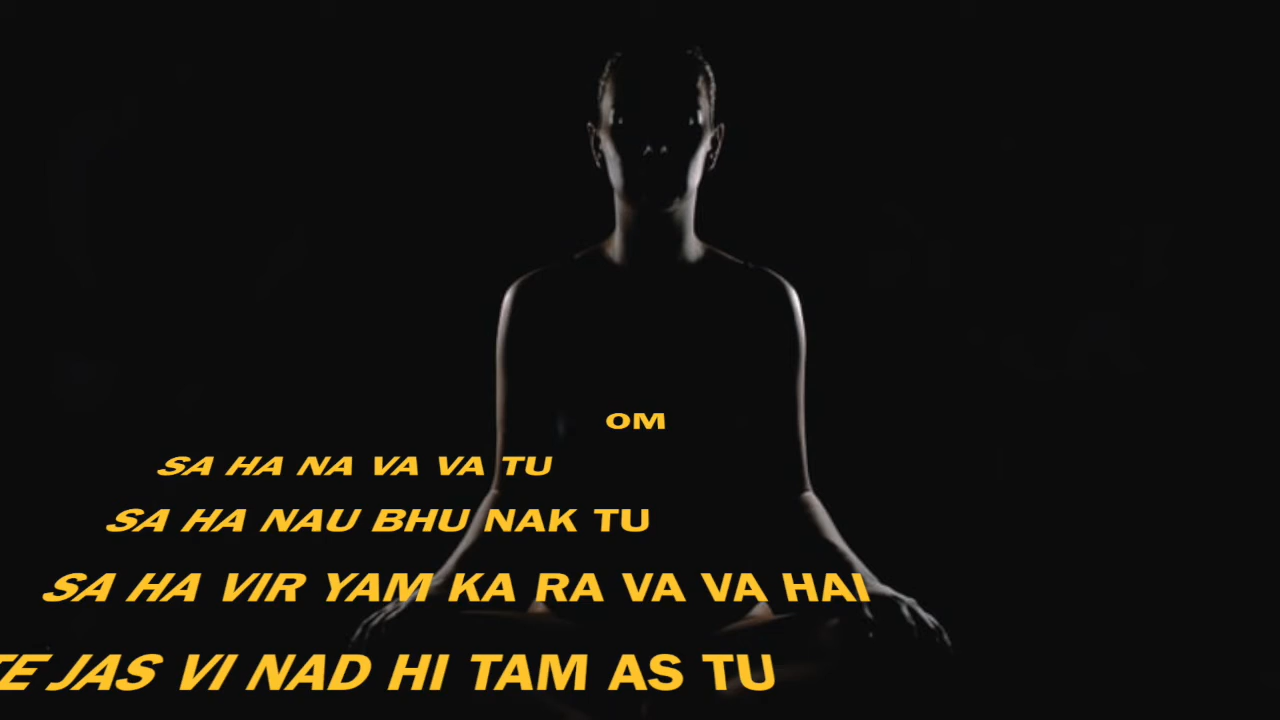 OM
SA HA NA VA VA TU
SA HA NAU BHU NAK TU
SA HA VIR YAM KA RA VA VA HAI
TE JAS VI NAD HI TAM AS TU